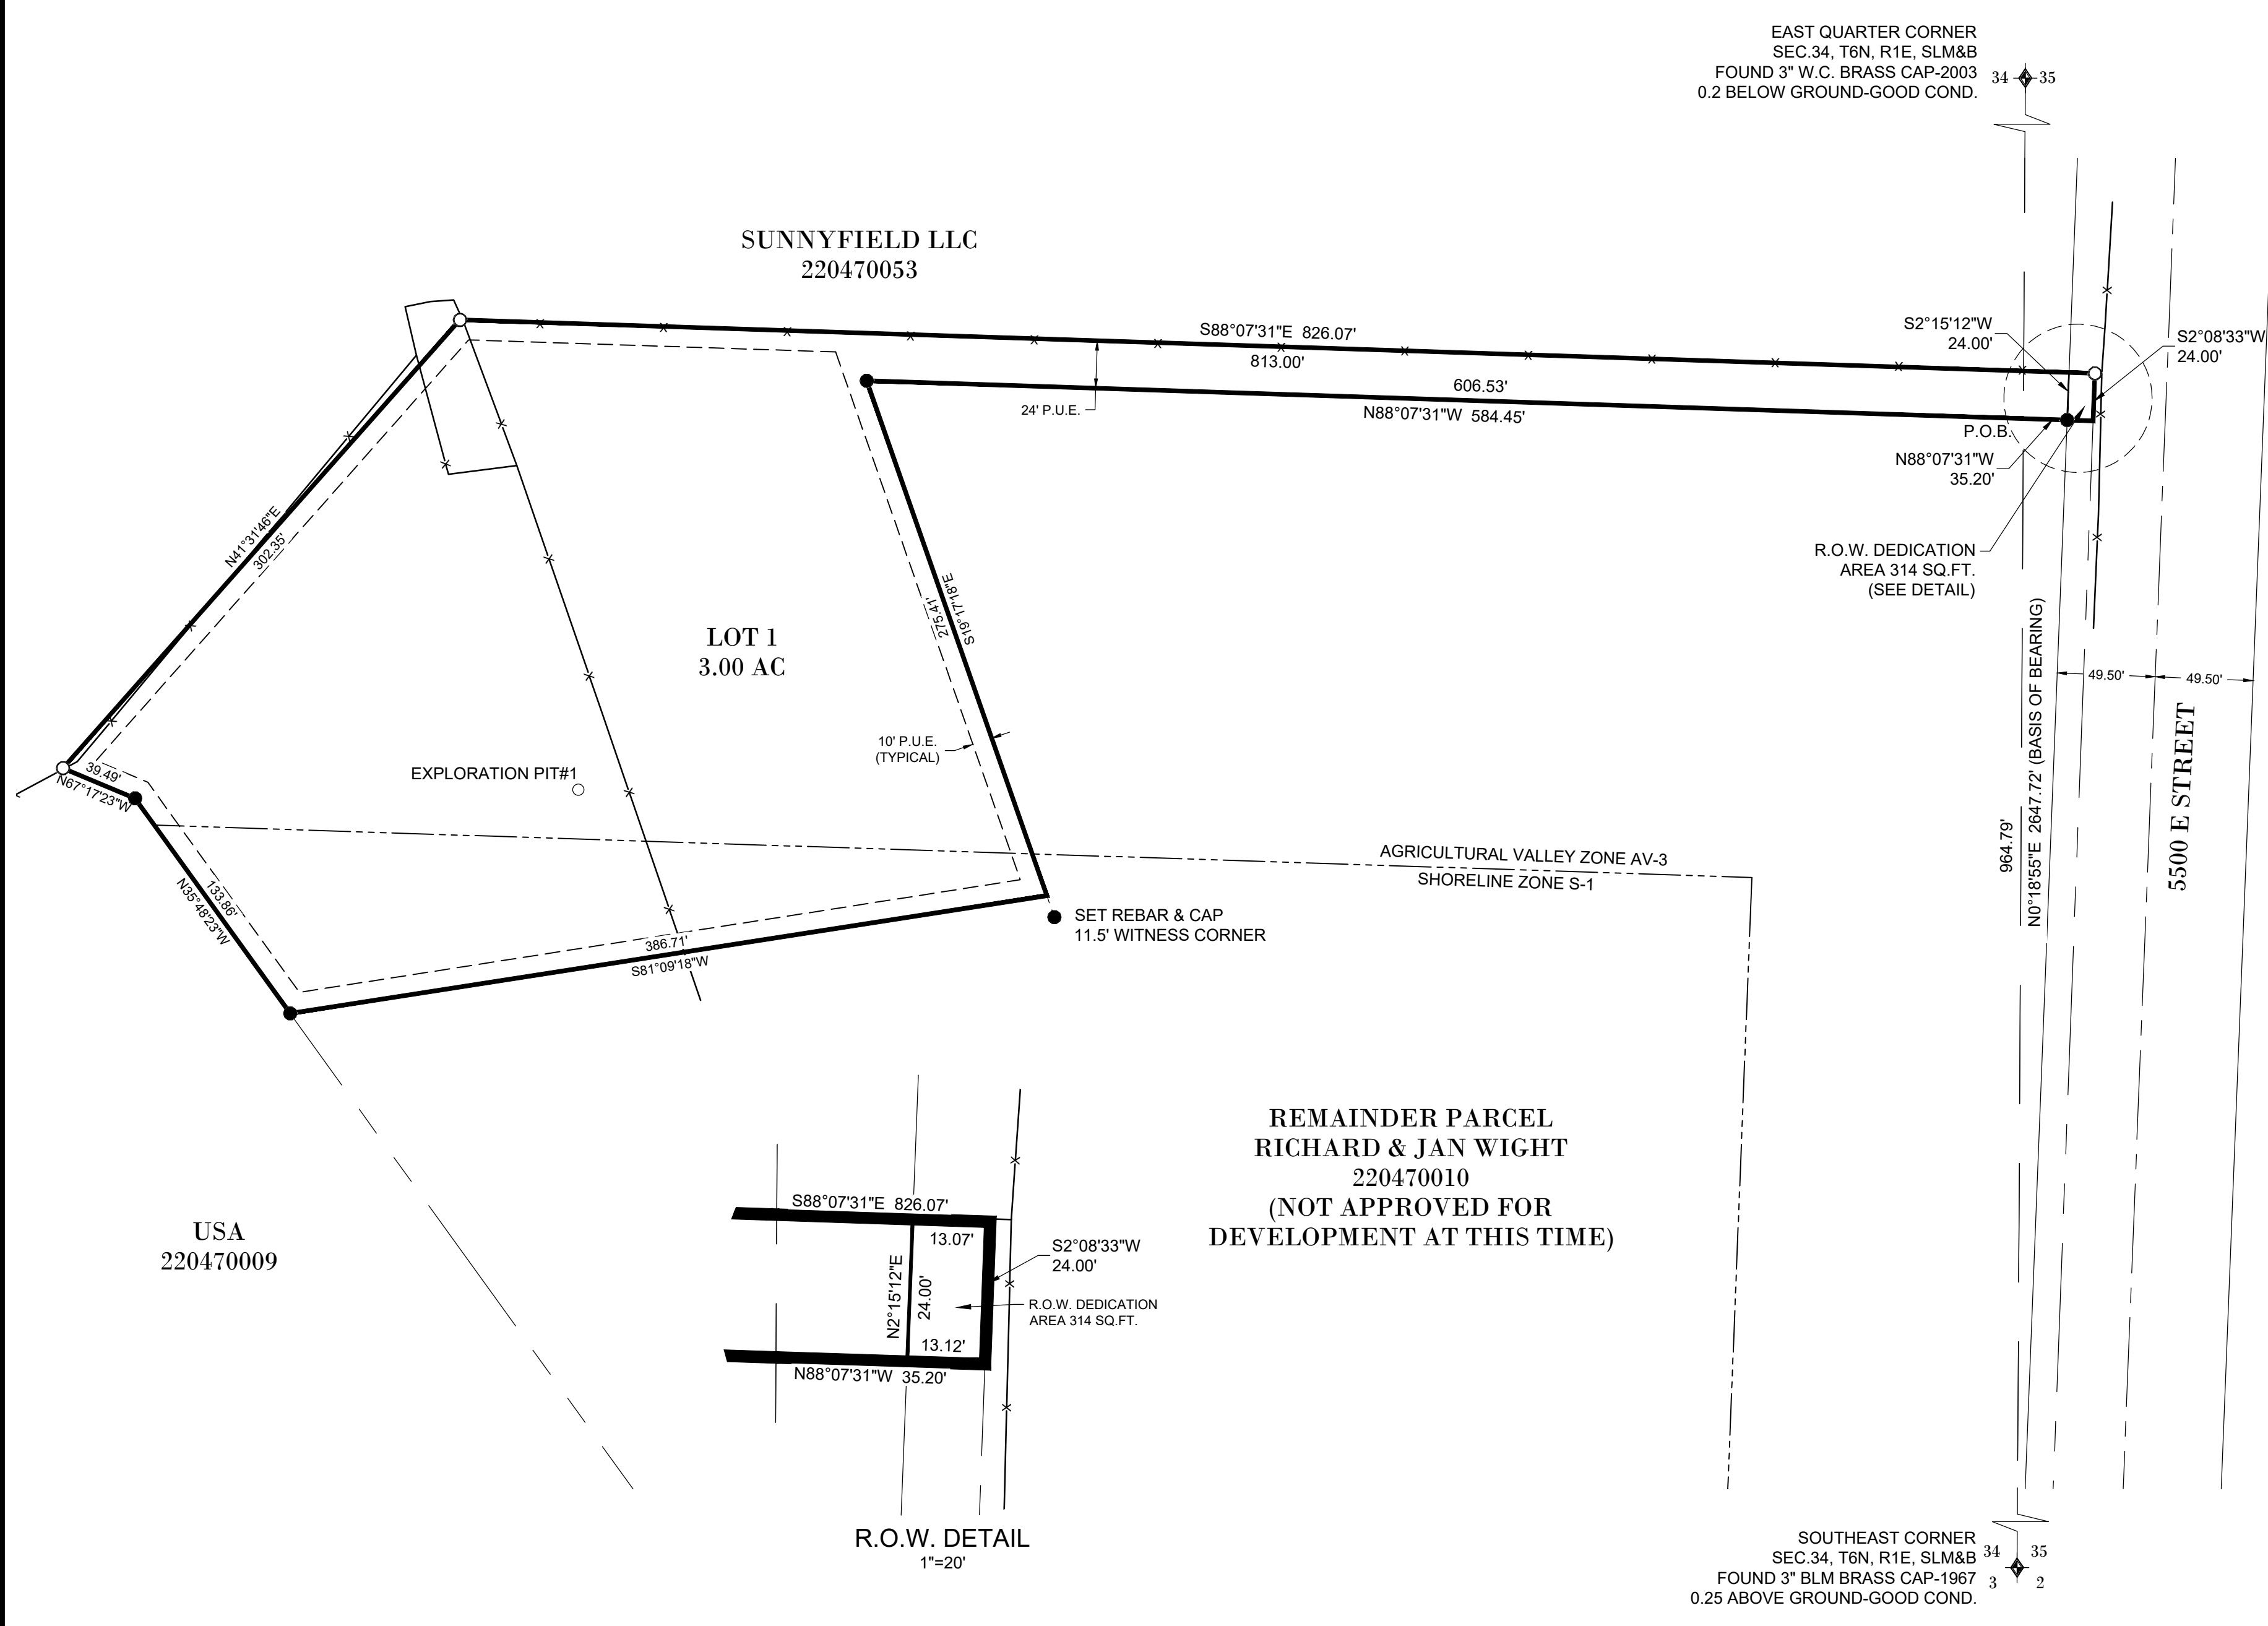 EAST QUARTER CORNER
SEC.34, T6N, R1E, SLM&B
FOUND 3" W.C. BRASS CAP-2003
0.2 BELOW GROUND-GOOD COND.
34 35
SUNNYFIELD LLC
220470053
S88°07'31"E 826.07'
813.00'
606.53'
N88°07'31"W 584.45'
24' P.U.E.
S2°15'12"W
24.00'
S2°08'33"W
24.00'
P.O.B.
N88°07'31"W
35.20'
R.O.W. DEDICATION
AREA 314 SQ.FT.
(SEE DETAIL)
N41°31'46"E
302.35'
S19°17'18"E
275.41'
LOT 1
3.00 AC
10' P.U.E.
(TYPICAL)
EXPLORATION PIT#1
39.49'
N67°17'23"W
133.86'
N35°48'23"W
386.71'
S81°09'18"W
SET REBAR & CAP
11.5' WITNESS CORNER
AGRICULTURAL VALLEY ZONE AV-3
SHORELINE ZONE S-1
964.79'
N0°18'55"E 2647.72' (BASIS OF BEARING)
49.50'
49.50'
5500 E STREET
USA
220470009
REMAINDER PARCEL
RICHARD & JAN WIGHT
220470010
(NOT APPROVED FOR
DEVELOPMENT AT THIS TIME)
S88°07'31"E 826.07'
13.07'
S2°08'33"W
24.00'
N2°15'12"E
24.00'
R.O.W. DEDICATION
AREA 314 SQ.FT.
13.12'
N88°07'31"W 35.20'
R.O.W. DETAIL
1"=20'
SOUTHEAST CORNER
SEC.34, T6N, R1E, SLM&B
FOUND 3" BLM BRASS CAP-1967
0.25 ABOVE GROUND-GOOD COND.
34 35
3 2